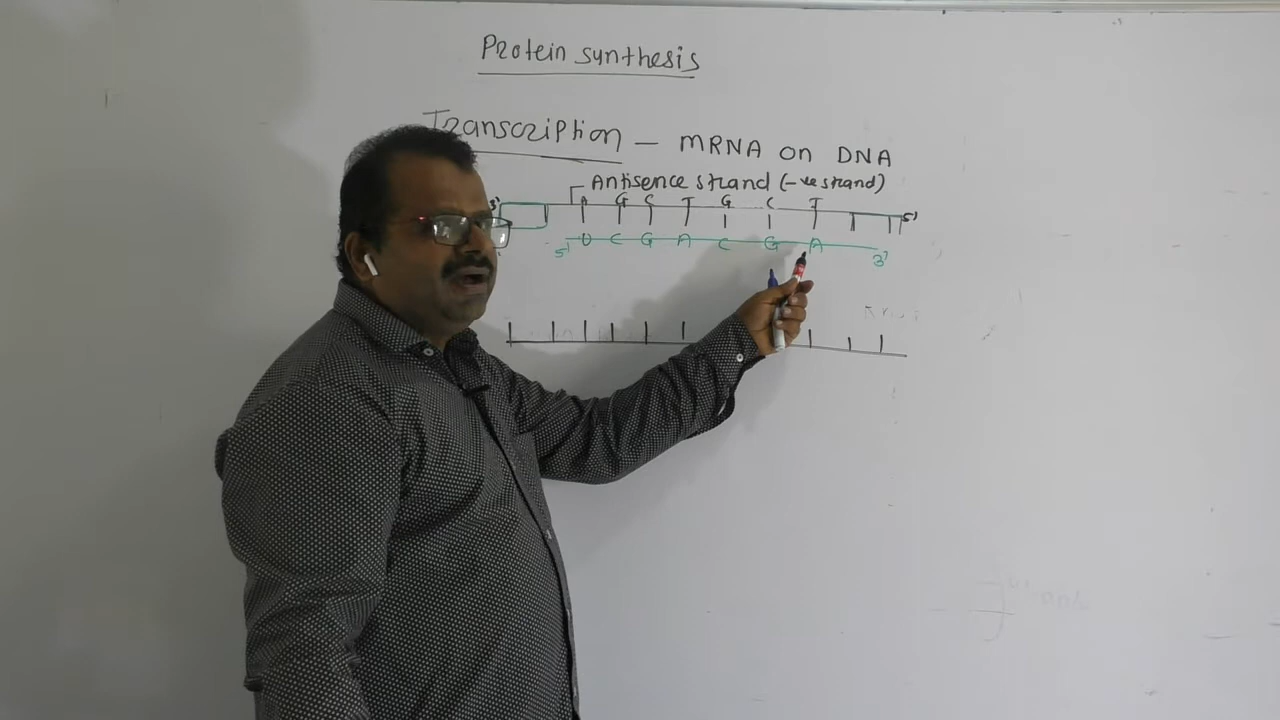 Protein synthesis
Transcription — mRNA on DNA
Antisence strand (-ve strand)
3' A G C T G C T 5'
5' U C G A C G A 3'